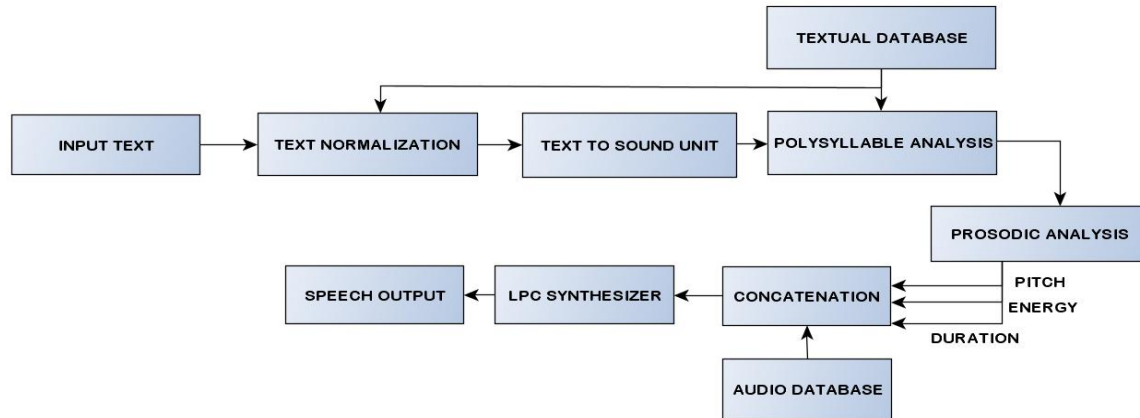 TEXTUAL DATABASE
INPUT TEXT
TEXT NORMALIZATION
TEXT TO SOUND UNIT
POLYSYLLABLE ANALYSIS
PROSODIC ANALYSIS
PITCH
ENERGY
DURATION
SPEECH OUTPUT
LPC SYNTHESIZER
CONCATENATION
AUDIO DATABASE